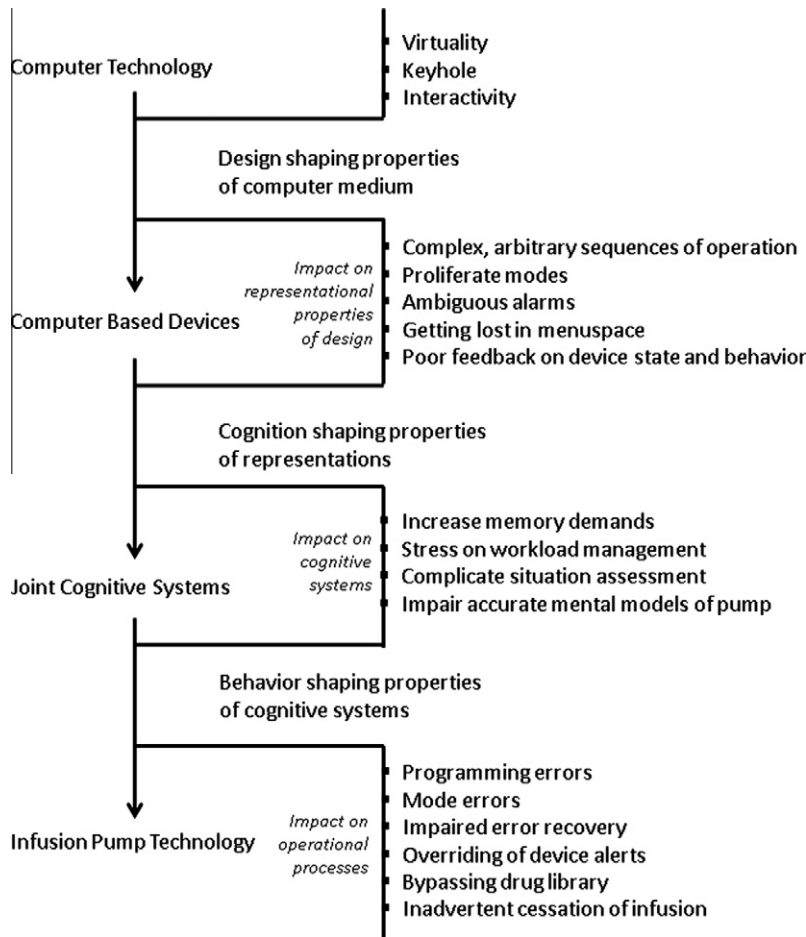 Computer Technology
Virtuality
Keyhole
Interactivity
Design shaping properties
of computer medium
Computer Based Devices
Impact on
representational
properties
of design
Complex, arbitrary sequences of operation
Proliferate modes
Ambiguous alarms
Getting lost in menuspace
Poor feedback on device state and behavior
Cognition shaping properties
of representations
Joint Cognitive Systems
Impact on
cognitive
systems
Increase memory demands
Stress on workload management
Complicate situation assessment
Impair accurate mental models of pump
Behavior shaping properties
of cognitive systems
Infusion Pump Technology
Impact on
operational
processes
Programming errors
Mode errors
Impaired error recovery
Overriding of device alerts
Bypassing drug library
Inadvertent cessation of infusion